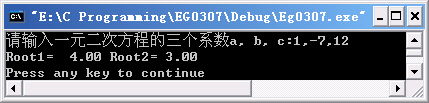 "E:\C Programming\EG0307\Debug\Eg0307.exe"
请输入一元二次方程的三个系数a, b, c:1,-7,12
Root1=  4.00 Root2= 3.00
Press any key to continue